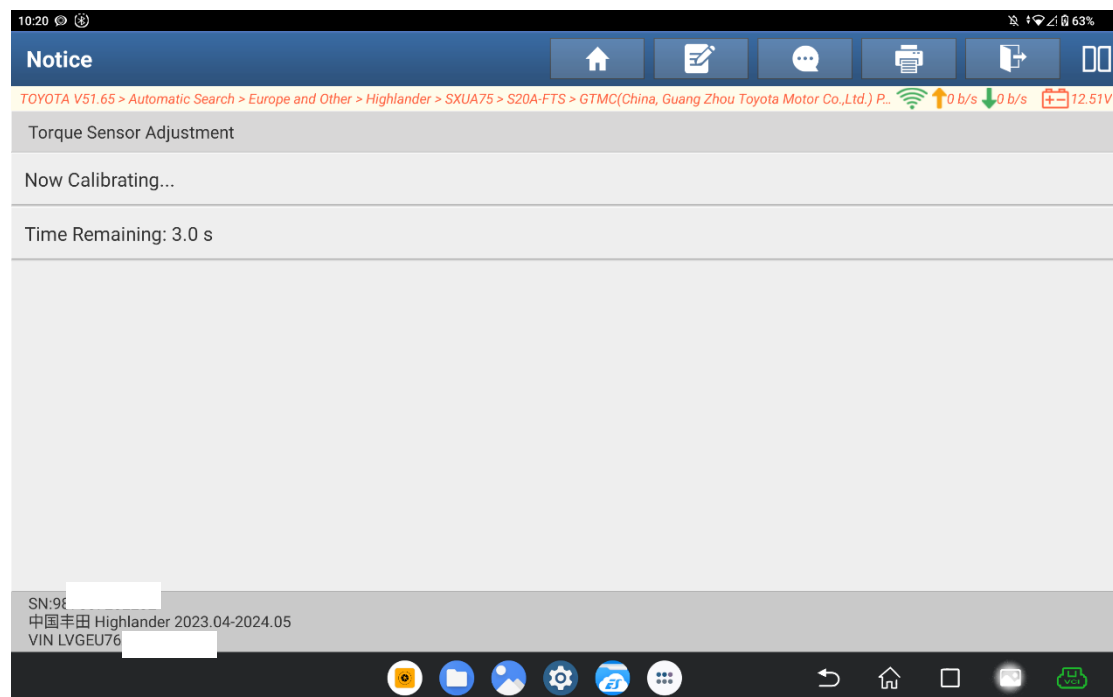 10:20 63%
Notice
TOYOTA V51.65 > Automatic Search > Europe and Other > Highlander > SXUA75 > S20A-FTS > GTMC(China, Guang Zhou Toyota Motor Co.,Ltd.) P... 0 b/s 0 b/s 12.51V
Torque Sensor Adjustment
Now Calibrating...
Time Remaining: 3.0 s
SN:98
中国丰田 Highlander 2023.04-2024.05
VIN LVGEU76
VCI